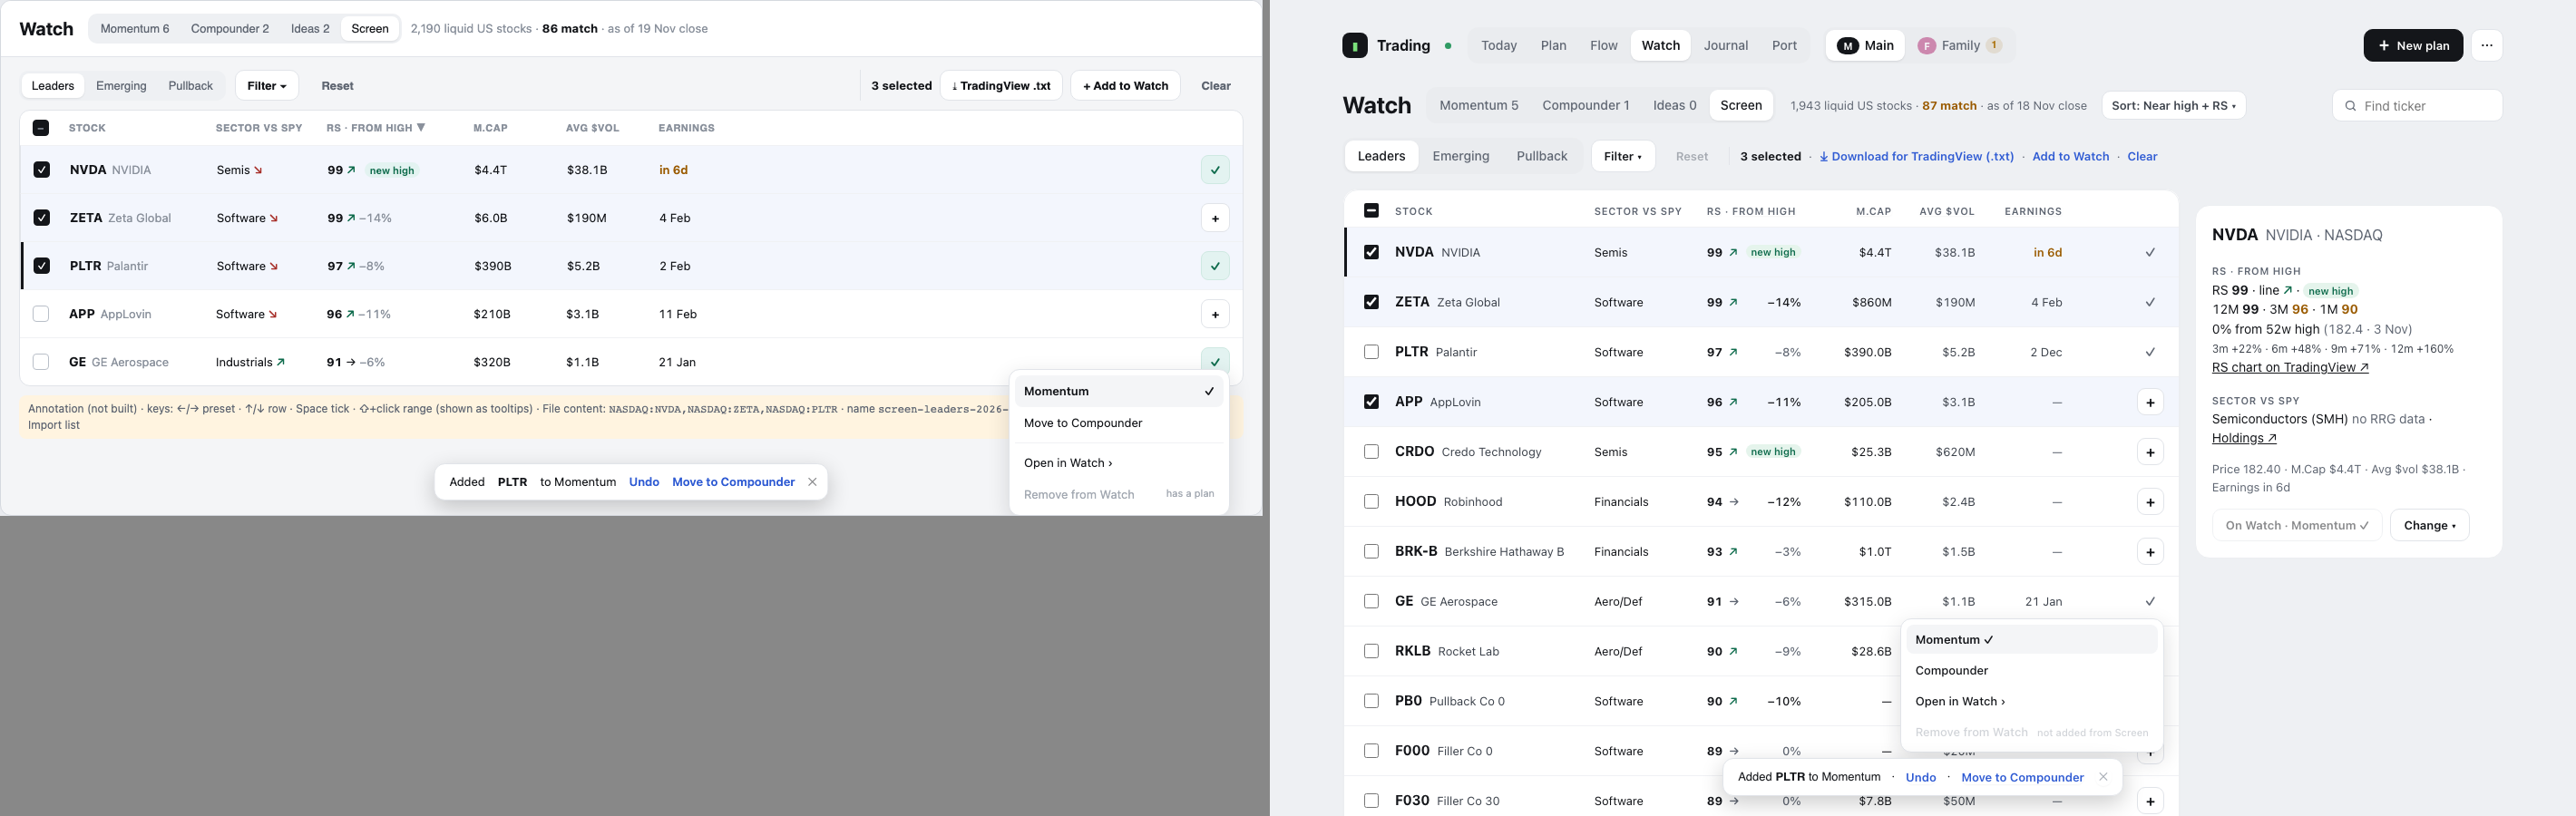 Watch Momentum 6 Compounder 2 Ideas 2 Screen 2,190 liquid US stocks · 86 match · as of 19 Nov close
Leaders Emerging Pullback Filter ▾ Reset 3 selected ↓ TradingView .txt + Add to Watch Clear
STOCK SECTOR VS SPY RS · FROM HIGH ▼ M.CAP AVG $VOL EARNINGS
NVDA NVIDIA Semis ↘ 99 ↗ new high $4.4T $38.1B in 6d ✓
ZETA Zeta Global Software ↘ 99 ↗ −14% $6.0B $190M 4 Feb +
PLTR Palantir Software ↘ 97 ↗ −8% $390B $5.2B 2 Feb ✓
APP AppLovin Software ↘ 96 ↗ −11% $210B $3.1B 11 Feb +
GE GE Aerospace Industrials ↗ 91 → −6% $320B $1.1B 21 Jan ✓
Annotation (not built) · keys: ←/→ preset · ↑/↓ row · Space tick · ⇧+click range (shown as tooltips) · File content: NASDAQ:NVDA,NASDAQ:ZETA,NASDAQ:PLTR · name screen-leaders-2026-
Import list
Momentum ✓
Move to Compounder
Open in Watch ›
Remove from Watch has a plan
Added PLTR to Momentum Undo Move to Compounder ×
Trading Today Plan Flow Watch Journal Port M Main F Family 1 + New plan ···
Watch Momentum 5 Compounder 1 Ideas 0 Screen 1,943 liquid US stocks · 87 match · as of 18 Nov close Sort: Near high + RS ▾ Find ticker
Leaders Emerging Pullback Filter ▾ Reset 3 selected · ↓ Download for TradingView (.txt) · Add to Watch · Clear
STOCK SECTOR VS SPY RS · FROM HIGH M.CAP AVG $VOL EARNINGS
NVDA NVIDIA Semis 99 ↗ new high $4.4T $38.1B in 6d ✓
ZETA Zeta Global Software 99 ↗ −14% $860M $190M 4 Feb ✓
PLTR Palantir Software 97 ↗ −8% $390.0B $5.2B 2 Dec ✓
APP AppLovin Software 96 ↗ −11% $205.0B $3.1B — +
CRDO Credo Technology Semis 95 ↗ new high $25.3B $620M — +
HOOD Robinhood Financials 94 → −12% $110.0B $2.4B — +
BRK-B Berkshire Hathaway B Financials 93 ↗ −3% $1.0T $1.5B — +
GE GE Aerospace Aero/Def 91 → −6% $315.0B $1.1B 21 Jan ✓
RKLB Rocket Lab Aero/Def 90 ↗ −9% $28.6B
PB0 Pullback Co 0 Software 90 ↗ −10% —
F000 Filler Co 0 Software 89 → 0% —
F030 Filler Co 30 Software 89 → 0% $7.8B $50M — +
Momentum ✓
Compounder
Open in Watch ›
Remove from Watch not added from Screen
Added PLTR to Momentum · Undo · Move to Compounder ×
NVDA NVIDIA · NASDAQ
RS · FROM HIGH
RS 99 · line ↗ · new high
12M 99 · 3M 96 · 1M 90
0% from 52w high (182.4 · 3 Nov)
3m +22% · 6m +48% · 9m +71% · 12m +160%
RS chart on TradingView ↗
SECTOR VS SPY
Semiconductors (SMH) no RRG data ·
Holdings ↗
Price 182.40 · M.Cap $4.4T · Avg $vol $38.1B ·
Earnings in 6d
On Watch · Momentum ✓ Change ▾